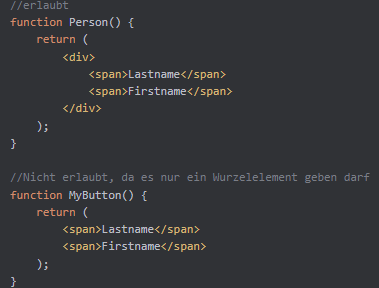 //erlaubt
function Person() {
    return (
        <div>
            <span>Lastname</span>
            <span>Firstname</span>
        </div>
    );
}

//Nicht erlaubt, da es nur ein Wurzelelement geben darf
function MyButton() {
    return (
        <span>Lastname</span>
        <span>Firstname</span>
    );
}